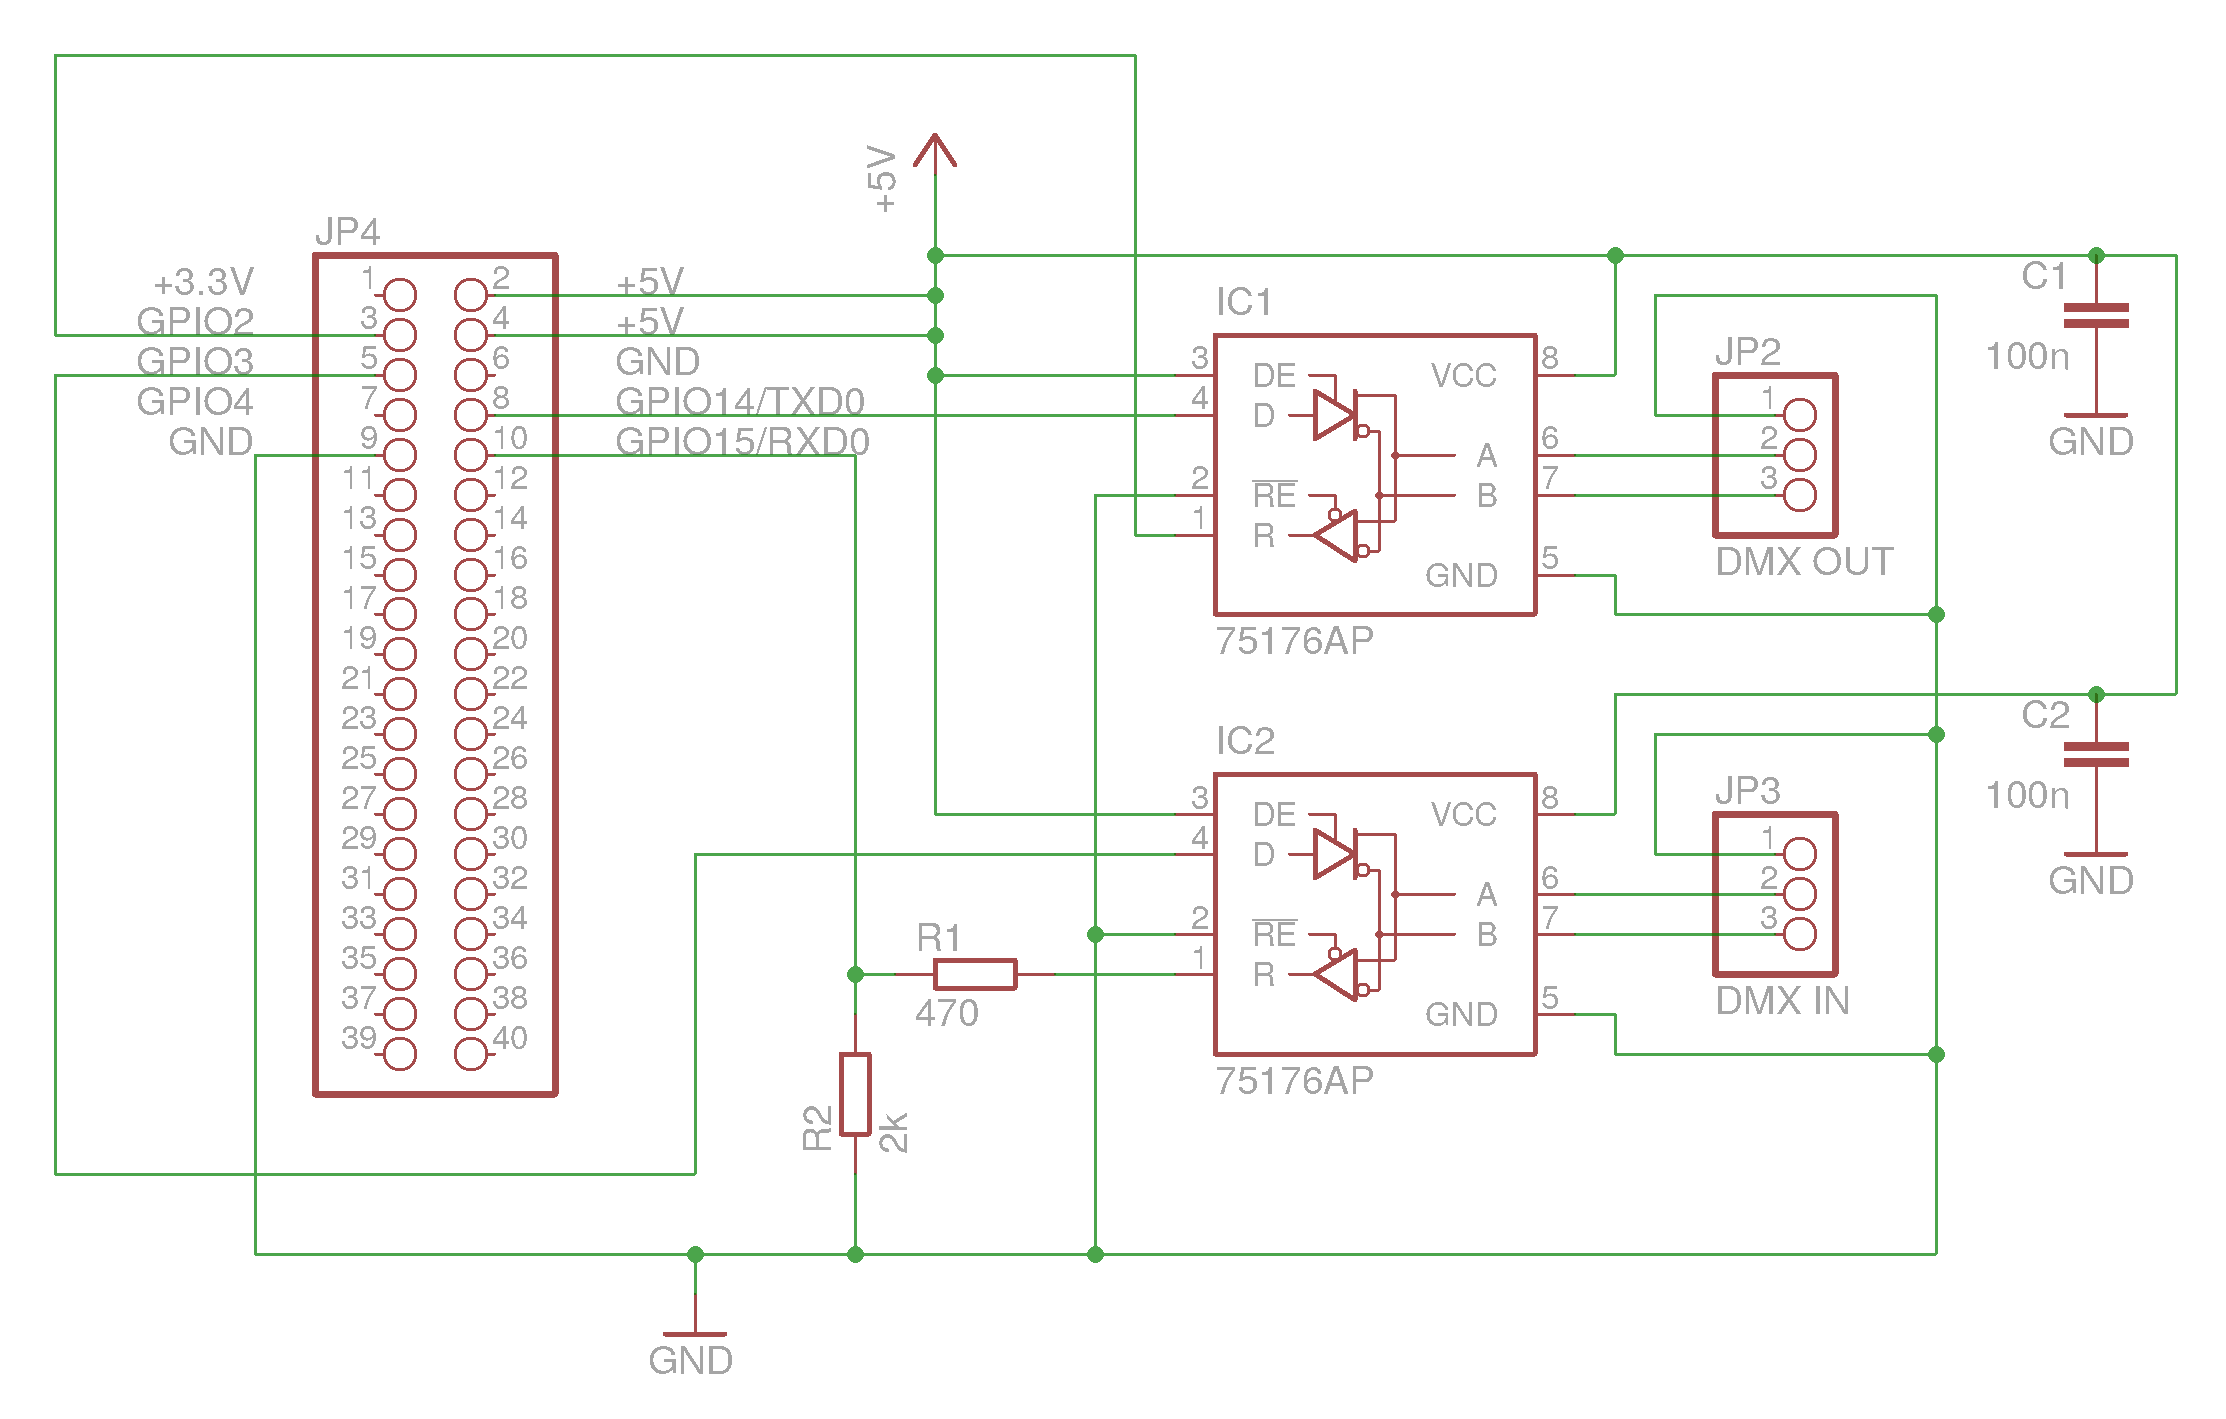 +5V
JP4
+3.3V 1 2 +5V
GPIO2 3 4 +5V
GPIO3 5 6 GND
GPIO4 7 8 GPIO14/TXD0
GND 9 10 GPIO15/RXD0
11 12
13 14
15 16
17 18
19 20
21 22
23 24
25 26
27 28
29 30
31 32
33 34
35 36
37 38
39 40
IC1
3 DE VCC 8
4 D
A 6
2 RE B 7
1 R
GND 5
75176AP
JP2
1
2
3
DMX OUT
C1
100n
GND
IC2
3 DE VCC 8
4 D
A 6
2 RE B 7
1 R
GND 5
75176AP
JP3
1
2
3
DMX IN
C2
100n
GND
R1
470
R2
2k
GND